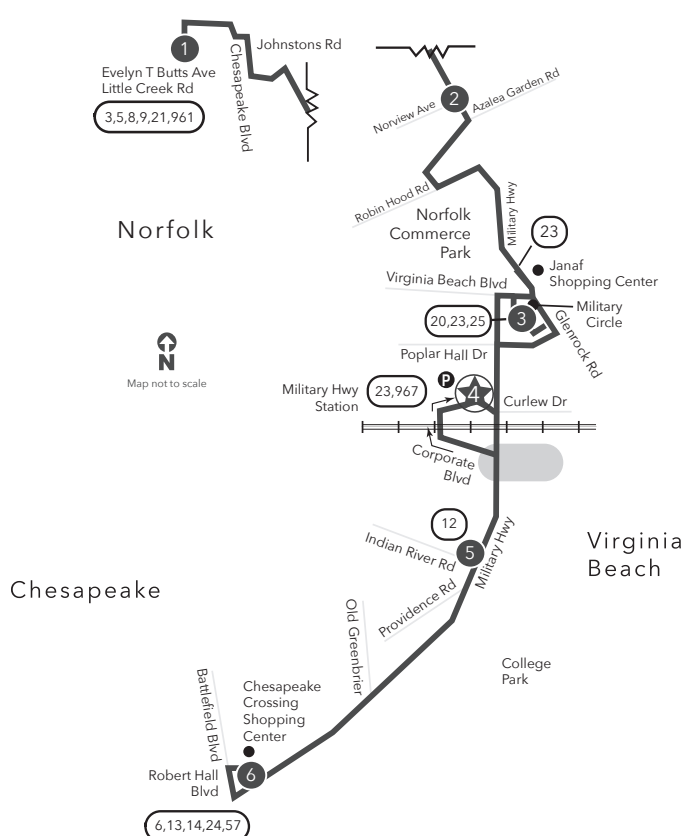 1
Johnstons Rd
Evelyn T Butts Ave
Little Creek Rd
Chesapeake Blvd
3,5,8,9,21,961
2
Azalea Garden Rd
Norview Ave
Robin Hood Rd
Military Hwy
Norfolk
Norfolk
Commerce
Park
23
Janaf
Shopping Center
Virginia Beach Blvd
Military
Circle
20,23,25
3
Glenrock Rd
N
Map not to scale
Poplar Hall Dr
P
Military Hwy
Station
23,967
4
Curlew Dr
Corporate
Blvd
12
Indian River Rd
5
Military Hwy
Virginia
Beach
Chesapeake
Providence Rd
Old Greenbrier
College
Park
Battlefield Blvd
Chesapeake
Crossing
Shopping
Center
Robert Hall
Blvd
6
6,13,14,24,57